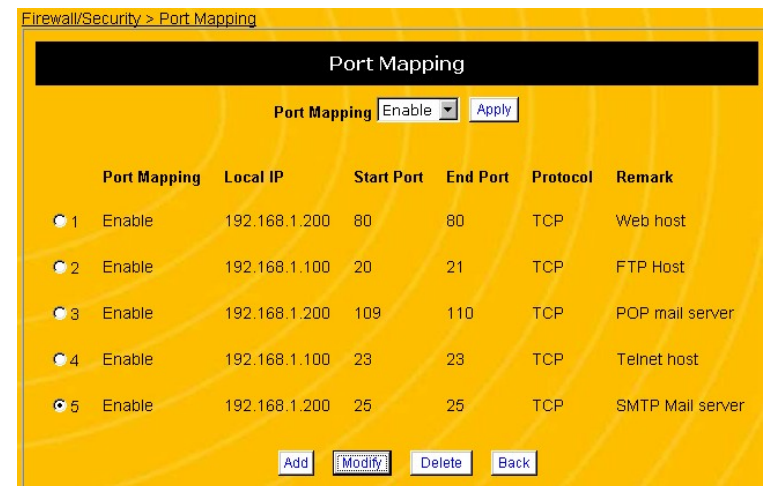 Firewall/Security > Port Mapping
Port Mapping
Port Mapping Enable Apply
Port Mapping Local IP Start Port End Port Protocol Remark
1 Enable 192.168.1.200 80 80 TCP Web host
2 Enable 192.168.1.100 20 21 TCP FTP Host
3 Enable 192.168.1.200 109 110 TCP POP mail server
4 Enable 192.168.1.100 23 23 TCP Telnet host
5 Enable 192.168.1.200 25 25 TCP SMTP Mail server
Add Modify Delete Back